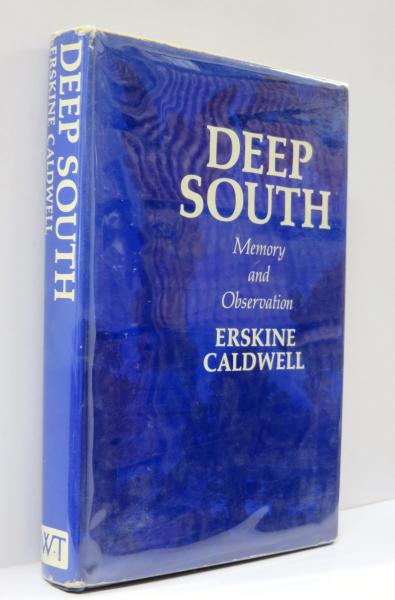 DEEP SOUTH
ERSKINE CALDWELL
W·T
DEEP
SOUTH
Memory
and
Observation
ERSKINE
CALDWELL